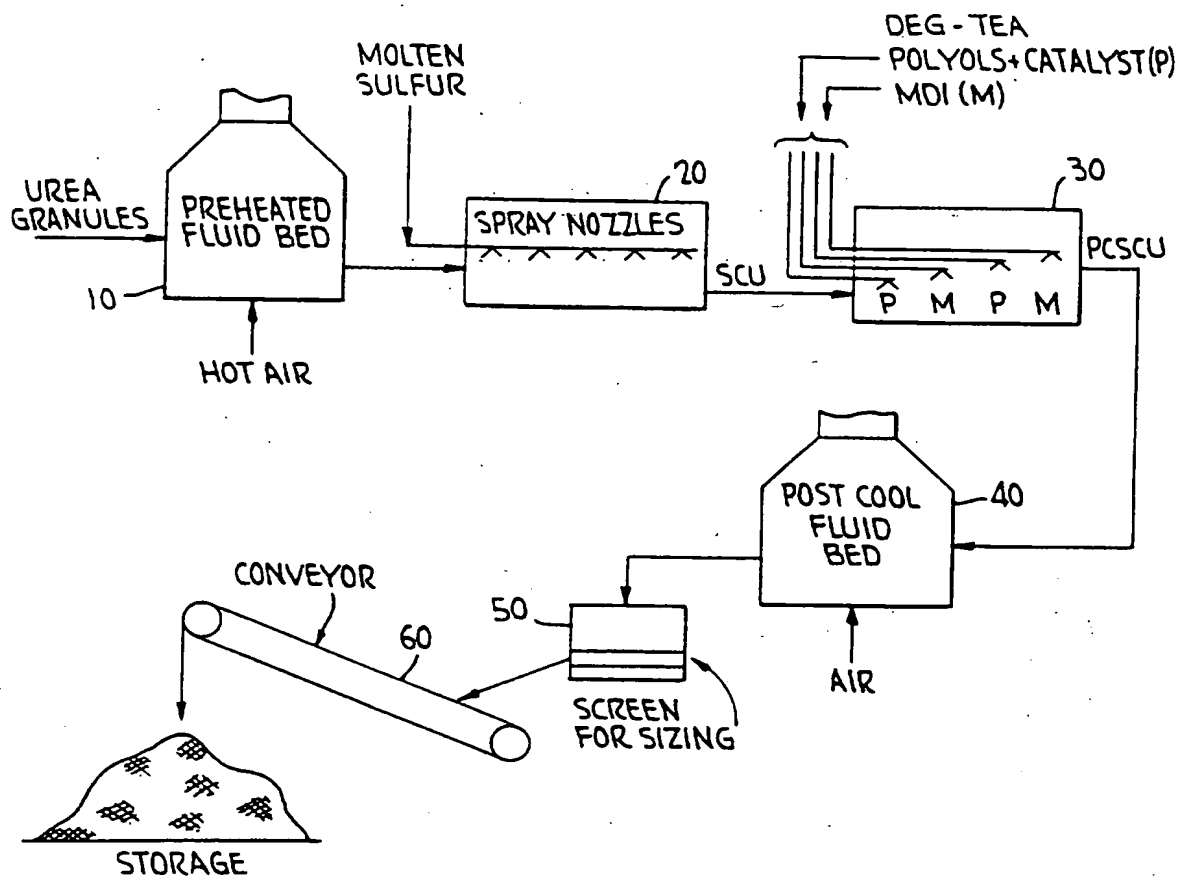 DEG - TEA
POLYOLS + CATALYST (P)
MDI (M)
MOLTEN
SULFUR
UREA
GRANULES
PREHEATED
FLUID BED
10
HOT AIR
20
SPRAY NOZZLES
SCU
30
P M P M
PCSCU
POST COOL
FLUID
BED
40
AIR
50
SCREEN
FOR SIZING
CONVEYOR
60
STORAGE